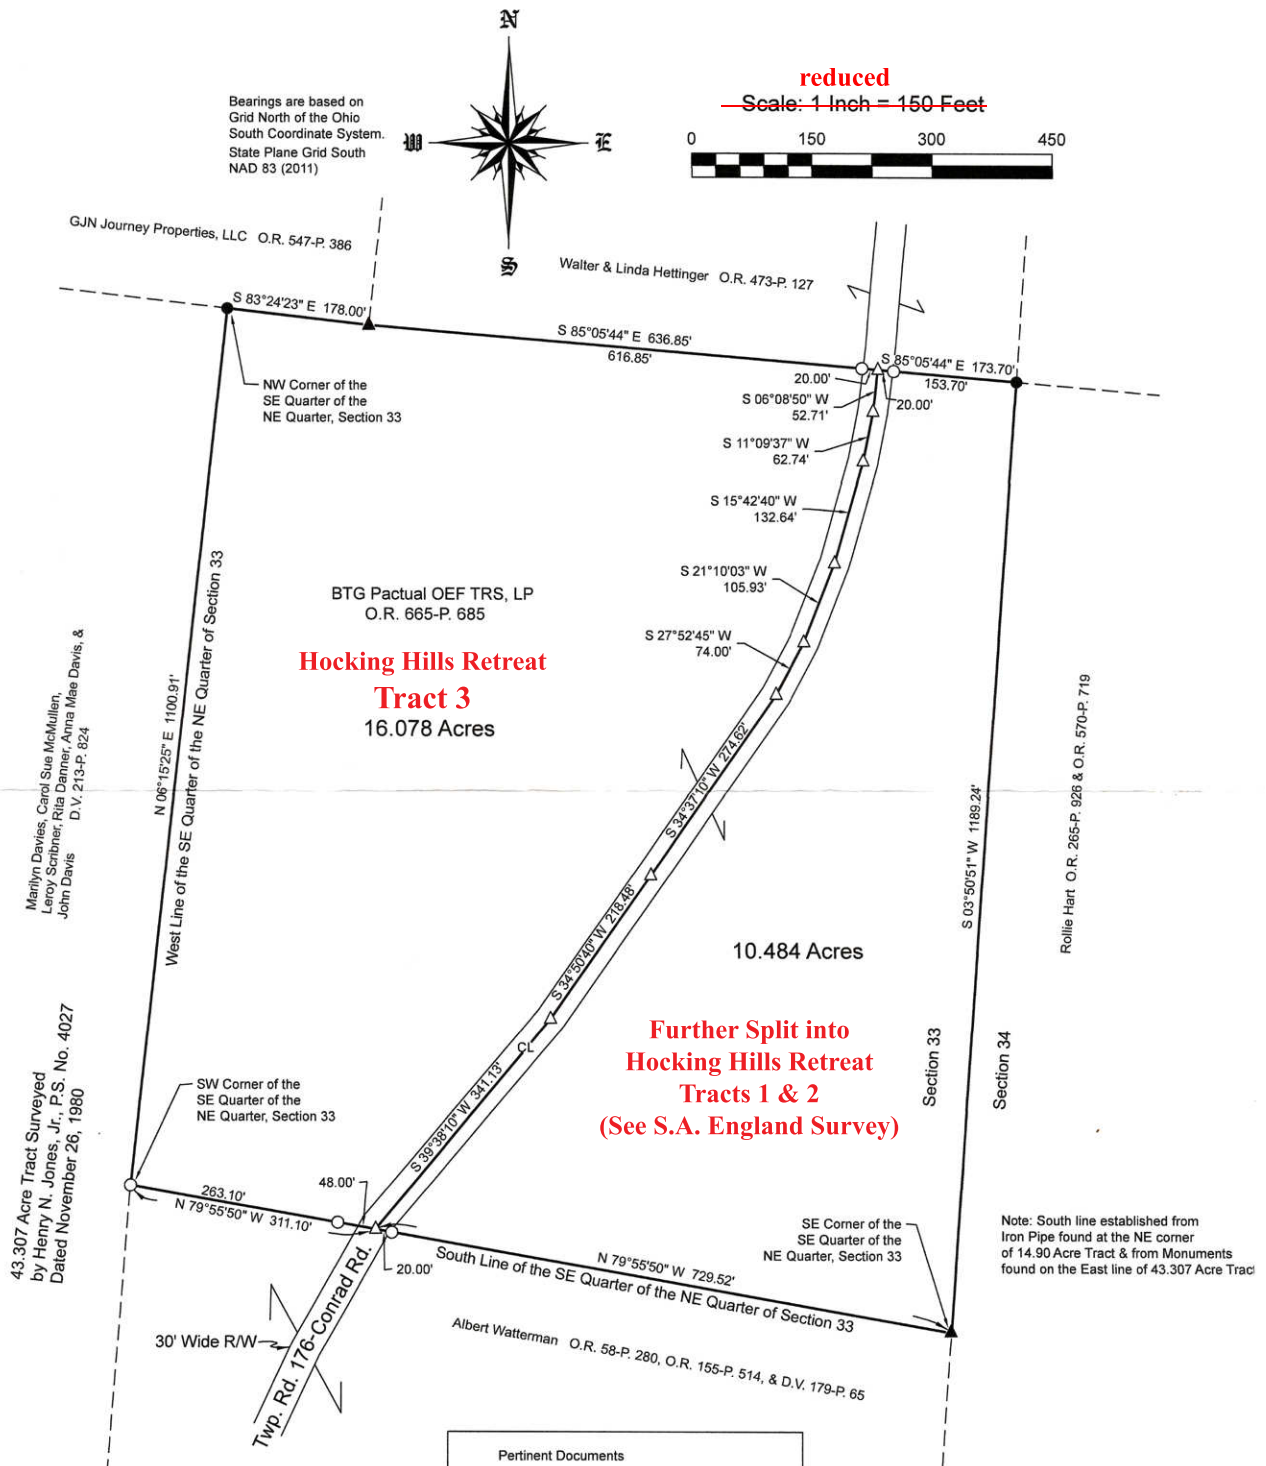 N
reduced
Scale: 1 Inch = 150 Feet
Bearings are based on
Grid North of the Ohio
South Coordinate System.
State Plane Grid South
NAD 83 (2011)
W
E
S
0 150 300 450
GJN Journey Properties, LLC O.R. 547-P. 386
Walter & Linda Hettinger O.R. 473-P. 127
S 83°24'23" E 178.00'
S 85°05'44" E 636.85'
616.85'
S 85°05'44" E 173.70'
153.70'
20.00'
20.00'
NW Corner of the
SE Quarter of the
NE Quarter, Section 33
S 06°08'50" W
52.71'
S 11°09'37" W
62.74'
S 15°42'40" W
132.64'
S 21°10'03" W
105.93'
S 27°52'45" W
74.00'
S 34°37'10" W 274.62'
S 34°50'40" W 218.48'
CL
S 39°38'10" W 341.13'
BTG Pactual OEF TRS, LP
O.R. 665-P. 685
Hocking Hills Retreat
Tract 3
16.078 Acres
N 06°15'25" E 1100.91'
West Line of the SE Quarter of the NE Quarter of Section 33
Marilyn Davies, Carol Sue McMullen,
Leroy Scribner, Rita Danner, Anna Mae Davis, &
John Davis D.V. 213-P. 824
43.307 Acre Tract Surveyed
by Henry N. Jones, Jr., P.S. No. 4027
Dated November 26, 1980
S 03°50'51" W 1189.24'
Rollie Hart O.R. 265-P. 926 & O.R. 570-P. 719
10.484 Acres
Further Split into
Hocking Hills Retreat
Tracts 1 & 2
(See S.A. England Survey)
Section 33
Section 34
SW Corner of the
SE Quarter of the
NE Quarter, Section 33
263.10'
N 79°55'50" W 311.10'
48.00'
20.00'
N 79°55'50" W 729.52'
South Line of the SE Quarter of the NE Quarter of Section 33
SE Corner of the
SE Quarter of the
NE Quarter, Section 33
Note: South line established from
Iron Pipe found at the NE corner
of 14.90 Acre Tract & from Monuments
found on the East line of 43.307 Acre Tract
30' Wide R/W
Twp. Rd. 176-Conrad Rd.
Albert Watterman O.R. 58-P. 280, O.R. 155-P. 514, & D.V. 179-P. 65
Pertinent Documents